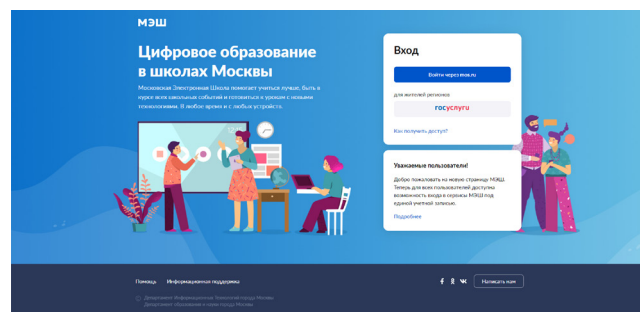 МЭШ
Цифровое образование
в школах Москвы
Московская Электронная Школа помогает учиться лучше, быть в
курсе всех школьных событий и готовиться к урокам с новыми
технологиями. В любое время и с любых устройств.
Вход
Войти через mos.ru
для жителей регионов
госуслуги
Как получить доступ?
Уважаемые пользователи!
Добро пожаловать на новую страницу МЭШ.
Теперь для всех пользователей доступна
возможность входа в сервисы МЭШ под
единой учетной записью.
Подробнее
Помощь Информационная поддержка
Написать нам
Департамент Информационных Технологий города Москвы
Департамент образования и науки города Москвы